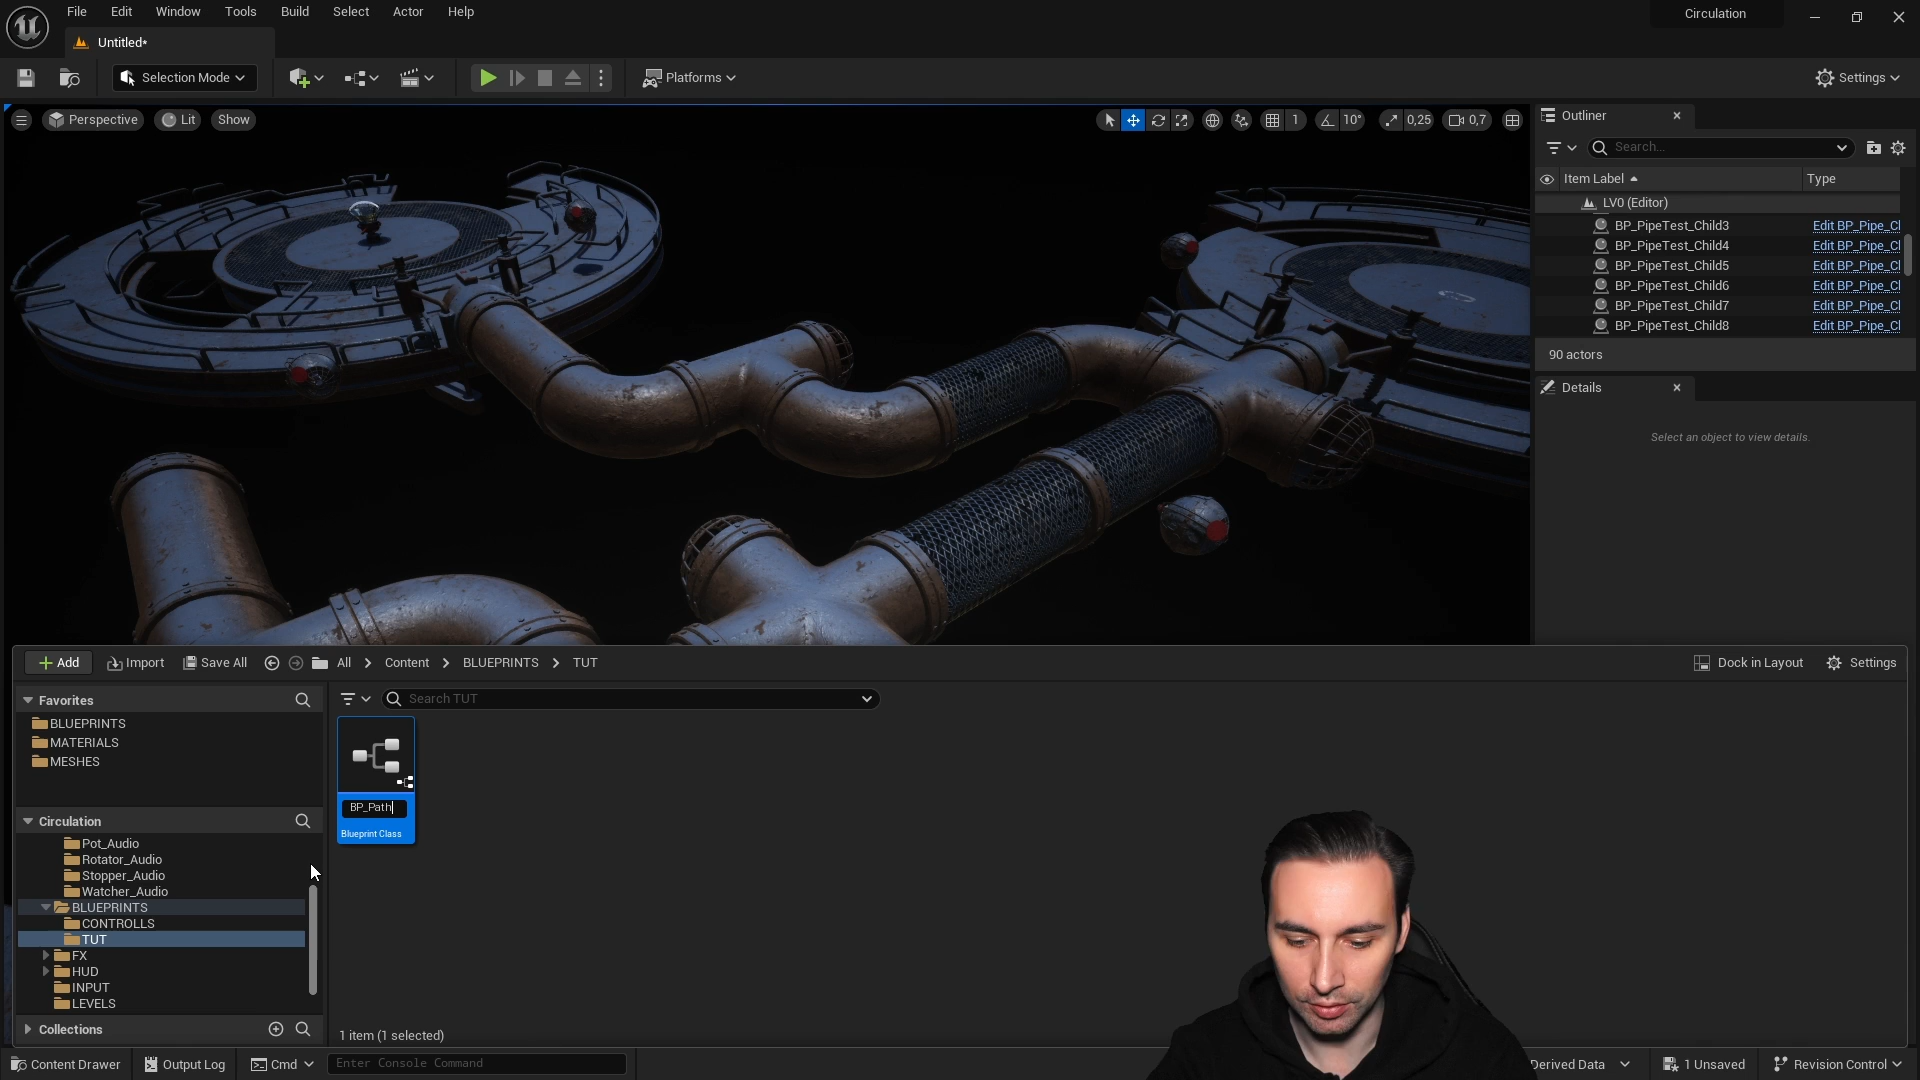 File Edit Window Tools Build Select Actor Help
Circulation
Untitled*
Selection Mode
Platforms
Settings
Perspective Lit Show
1 10° 0,25 0,7
Outliner
Search...
Item Label Type
LV0 (Editor)
BP_PipeTest_Child3 Edit BP_Pipe_Cl
BP_PipeTest_Child4 Edit BP_Pipe_Cl
BP_PipeTest_Child5 Edit BP_Pipe_Cl
BP_PipeTest_Child6 Edit BP_Pipe_Cl
BP_PipeTest_Child7 Edit BP_Pipe_Cl
BP_PipeTest_Child8 Edit BP_Pipe_Cl
90 actors
Details
Select an object to view details.
Add Import Save All All Content BLUEPRINTS TUT
Dock in Layout Settings
Favorites
BLUEPRINTS
MATERIALS
MESHES
Circulation
Pot_Audio
Rotator_Audio
Stopper_Audio
Watcher_Audio
BLUEPRINTS
CONTROLLS
TUT
FX
HUD
INPUT
LEVELS
Collections
Search TUT
BP_Path
Blueprint Class
1 item (1 selected)
Content Drawer Output Log Cmd Enter Console Command
Derived Data 1 Unsaved Revision Control